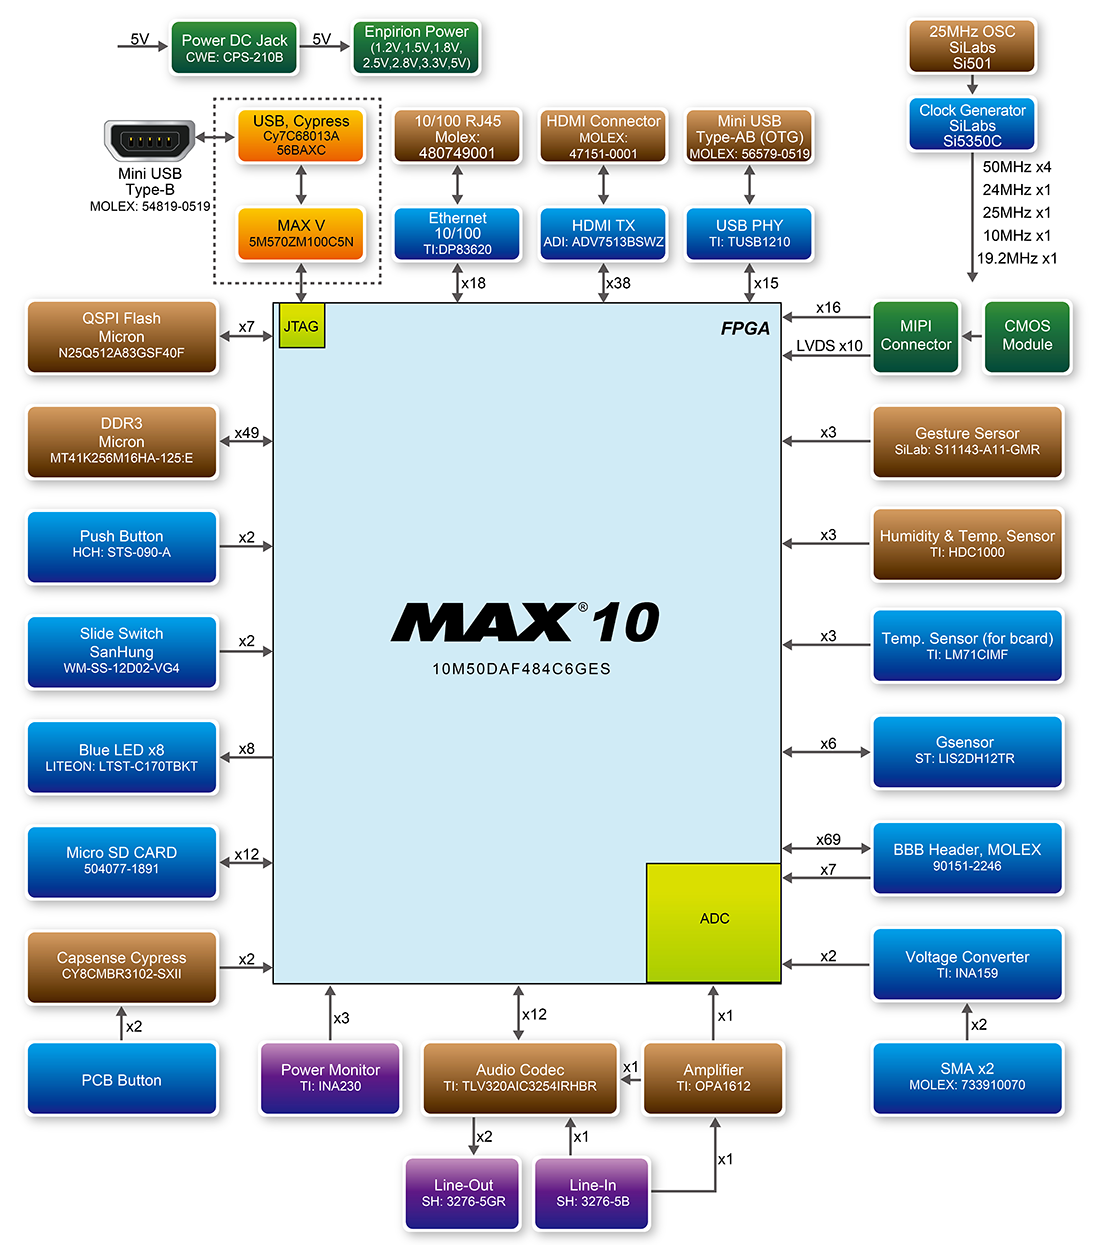 5V
Power DC Jack
CWE: CPS-210B
5V
Enpirion Power
(1.2V,1.5V,1.8V,
2.5V,2.8V,3.3V,5V)
25MHz OSC
SiLabs
Si501
Clock Generator
SiLabs
Si5350C
50MHz x4
24MHz x1
25MHz x1
10MHz x1
19.2MHz x1
Mini USB
Type-B
MOLEX: 54819-0519
USB, Cypress
Cy7C68013A
56BAXC
MAX V
5M570ZM100C5N
10/100 RJ45
Molex:
480749001
Ethernet
10/100
TI:DP83620
x18
HDMI Connector
MOLEX:
47151-0001
HDMI TX
ADI: ADV7513BSWZ
x38
Mini USB
Type-AB (OTG)
MOLEX: 56579-0519
USB PHY
TI: TUSB1210
x15
JTAG
FPGA
MAX® 10
10M50DAF484C6GES
ADC
QSPI Flash
Micron
N25Q512A83GSF40F
x7
DDR3
Micron
MT41K256M16HA-125:E
x49
Push Button
HCH: STS-090-A
x2
Slide Switch
SanHung
WM-SS-12D02-VG4
x2
Blue LED x8
LITEON: LTST-C170TBKT
x8
Micro SD CARD
504077-1891
x12
Capsense Cypress
CY8CMBR3102-SXII
x2
x2
PCB Button
x16
LVDS x10
MIPI
Connector
CMOS
Module
x3
Gesture Sersor
SiLab: S11143-A11-GMR
x3
Humidity & Temp. Sensor
TI: HDC1000
x3
Temp. Sensor (for bcard)
TI: LM71CIMF
x6
Gsensor
ST: LIS2DH12TR
x69
x7
BBB Header, MOLEX
90151-2246
x2
Voltage Converter
TI: INA159
x2
SMA x2
MOLEX: 733910070
x3
Power Monitor
TI: INA230
x12
Audio Codec
TI: TLV320AIC3254IRHBR
x1
x1
Amplifier
TI: OPA1612
x2
x1
x1
Line-Out
SH: 3276-5GR
Line-In
SH: 3276-5B